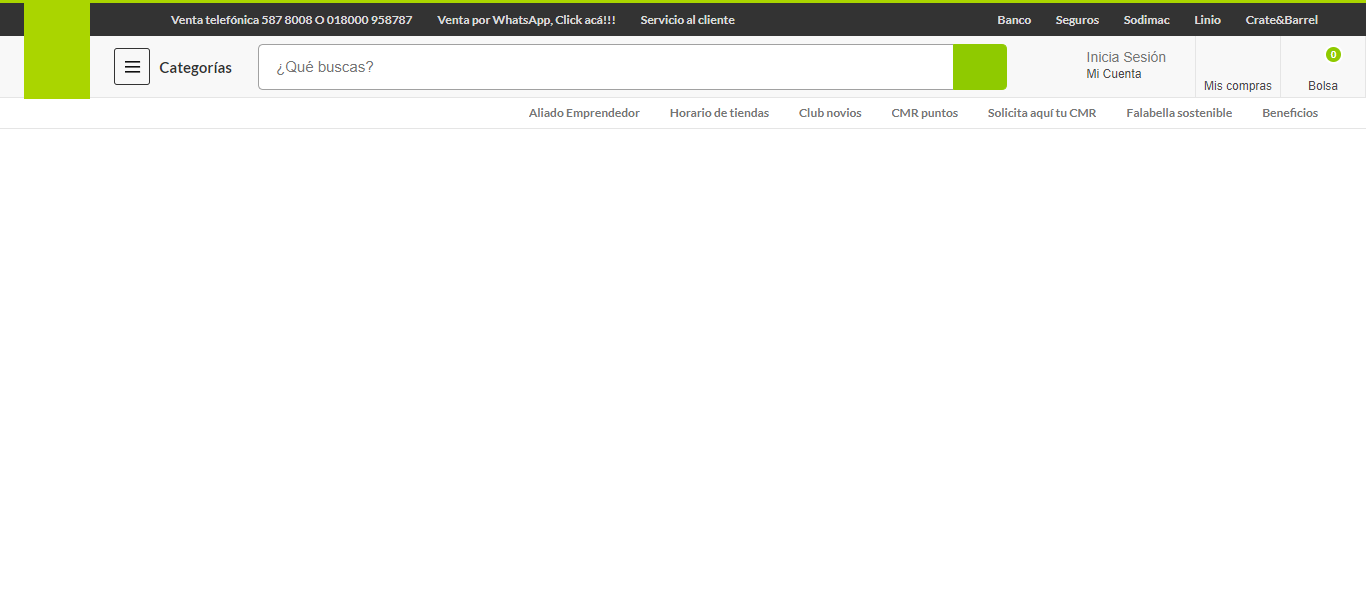 Venta telefónica 587 8008 O 018000 958787 Venta por WhatsApp, Click acá!!! Servicio al cliente Banco Seguros Sodimac Linio Crate&Barrel
Categorías ¿Qué buscas? Inicia Sesión
Mi Cuenta
0
Mis compras Bolsa
Aliado Emprendedor Horario de tiendas Club novios CMR puntos Solicita aquí tu CMR Falabella sostenible Beneficios